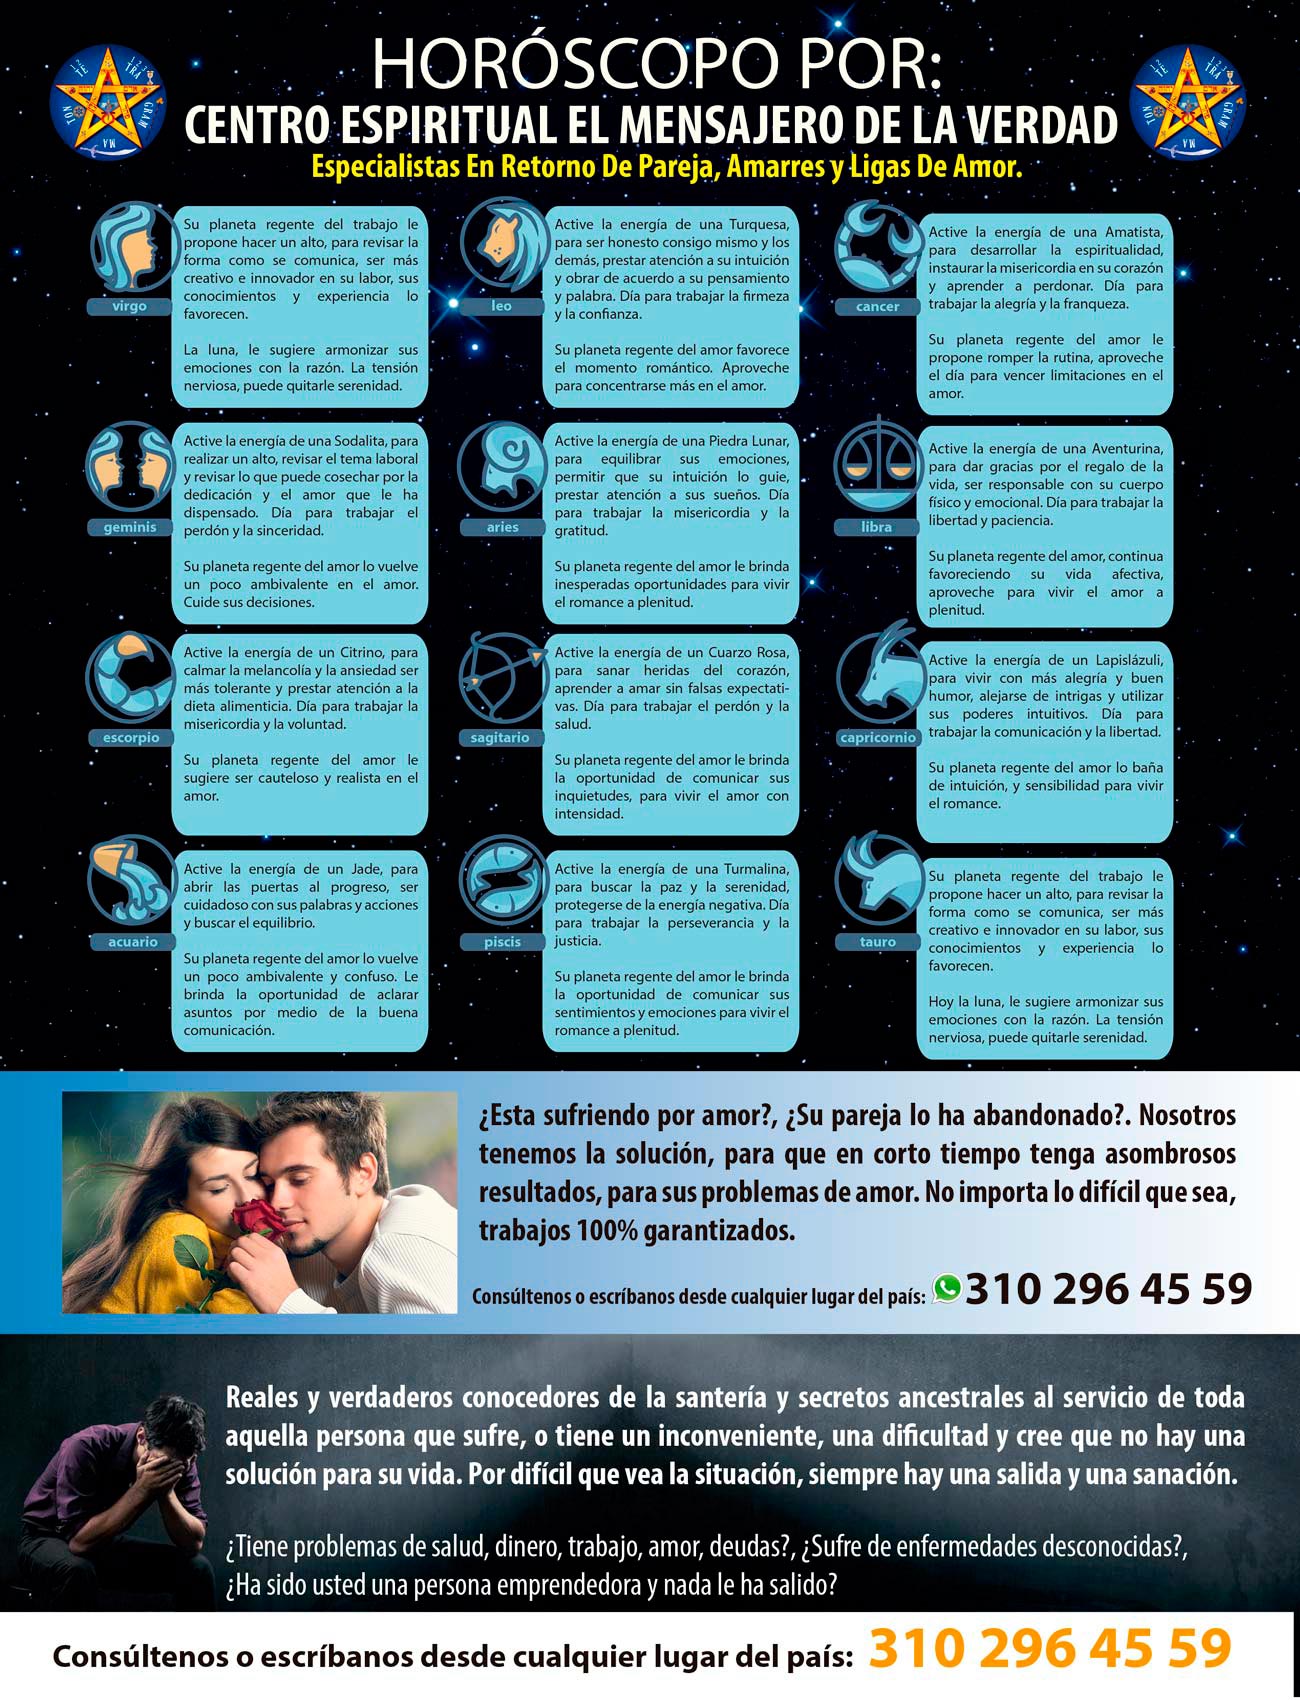 HORÓSCOPO POR:
CENTRO ESPIRITUAL EL MENSAJERO DE LA VERDAD
Especialistas En Retorno De Pareja, Amarres y Ligas De Amor.
TE
TRA
GRAM
MA
TON
TE
TRA
GRAM
MA
TON
virgo
Su planeta regente del trabajo le
propone hacer un alto, para revisar la
forma como se comunica, ser más
creativo e innovador en su labor, sus
conocimientos y experiencia lo
favorecen.
La luna, le sugiere armonizar sus
emociones con la razón. La tensión
nerviosa, puede quitarle serenidad.
leo
Active la energía de una Turquesa,
para ser honesto consigo mismo y los
demás, prestar atención a su intuición
y obrar de acuerdo a su pensamiento
y palabra. Día para trabajar la firmeza
y la confianza.
Su planeta regente del amor favorece
el momento romántico. Aproveche
para concentrarse más en el amor.
cancer
Active la energía de una Amatista,
para desarrollar la espiritualidad,
instaurar la misericordia en su corazón
y aprender a perdonar. Día para
trabajar la alegría y la franqueza.
Su planeta regente del amor le
propone romper la rutina, aproveche
el día para vencer limitaciones en el
amor.
geminis
Active la energía de una Sodalita, para
realizar un alto, revisar el tema laboral
y revisar lo que puede cosechar por la
dedicación y el amor que le ha
dispensado. Día para trabajar el
perdón y la sinceridad.
Su planeta regente del amor lo vuelve
un poco ambivalente en el amor.
Cuide sus decisiones.
aries
Active la energía de una Piedra Lunar,
para equilibrar sus emociones,
permitir que su intuición lo guie,
prestar atención a sus sueños. Día
para trabajar la misericordia y la
gratitud.
Su planeta regente del amor le brinda
inesperadas oportunidades para vivir
el romance a plenitud.
libra
Active la energía de una Aventurina,
para dar gracias por el regalo de la
vida, ser responsable con su cuerpo
físico y emocional. Día para trabajar la
libertad y paciencia.
Su planeta regente del amor, continua
favoreciendo su vida afectiva,
aproveche para vivir el amor a
plenitud.
escorpio
Active la energía de un Citrino, para
calmar la melancolía y la ansiedad ser
más tolerante y prestar atención a la
dieta alimenticia. Día para trabajar la
misericordia y la voluntad.
Su planeta regente del amor le
sugiere ser cauteloso y realista en el
amor.
sagitario
Active la energía de un Cuarzo Rosa,
para sanar heridas del corazón,
aprender a amar sin falsas expectati-
vas. Día para trabajar el perdón y la
salud.
Su planeta regente del amor le brinda
la oportunidad de comunicar sus
inquietudes, para vivir el amor con
intensidad.
capricornio
Active la energía de un Lapislázuli,
para vivir con más alegría y buen
humor, alejarse de intrigas y utilizar
sus poderes intuitivos. Día para
trabajar la comunicación y la libertad.
Su planeta regente del amor lo baña
de intuición, y sensibilidad para vivir
el romance.
acuario
Active la energía de un Jade, para
abrir las puertas al progreso, ser
cuidadoso con sus palabras y acciones
y buscar el equilibrio.
Su planeta regente del amor lo vuelve
un poco ambivalente y confuso. Le
brinda la oportunidad de aclarar
asuntos por medio de la buena
comunicación.
piscis
Active la energía de una Turmalina,
para buscar la paz y la serenidad,
protegerse de la energía negativa. Día
para trabajar la perseverancia y la
justicia.
Su planeta regente del amor le brinda
la oportunidad de comunicar sus
sentimientos y emociones para vivir el
romance a plenitud.
tauro
Su planeta regente del trabajo le
propone hacer un alto, para revisar la
forma como se comunica, ser más
creativo e innovador en su labor, sus
conocimientos y experiencia lo
favorecen.
Hoy la luna, le sugiere armonizar sus
emociones con la razón. La tensión
nerviosa, puede quitarle serenidad.
¿Esta sufriendo por amor?, ¿Su pareja lo ha abandonado?. Nosotros
tenemos la solución, para que en corto tiempo tenga asombrosos
resultados, para sus problemas de amor. No importa lo difícil que sea,
trabajos 100% garantizados.
Consúltenos o escríbanos desde cualquier lugar del país: 310 296 45 59
Reales y verdaderos conocedores de la santería y secretos ancestrales al servicio de toda
aquella persona que sufre, o tiene un inconveniente, una dificultad y cree que no hay una
solución para su vida. Por difícil que vea la situación, siempre hay una salida y una sanación.
¿Tiene problemas de salud, dinero, trabajo, amor, deudas?, ¿Sufre de enfermedades desconocidas?,
¿Ha sido usted una persona emprendedora y nada le ha salido?
Consúltenos o escríbanos desde cualquier lugar del país: 310 296 45 59